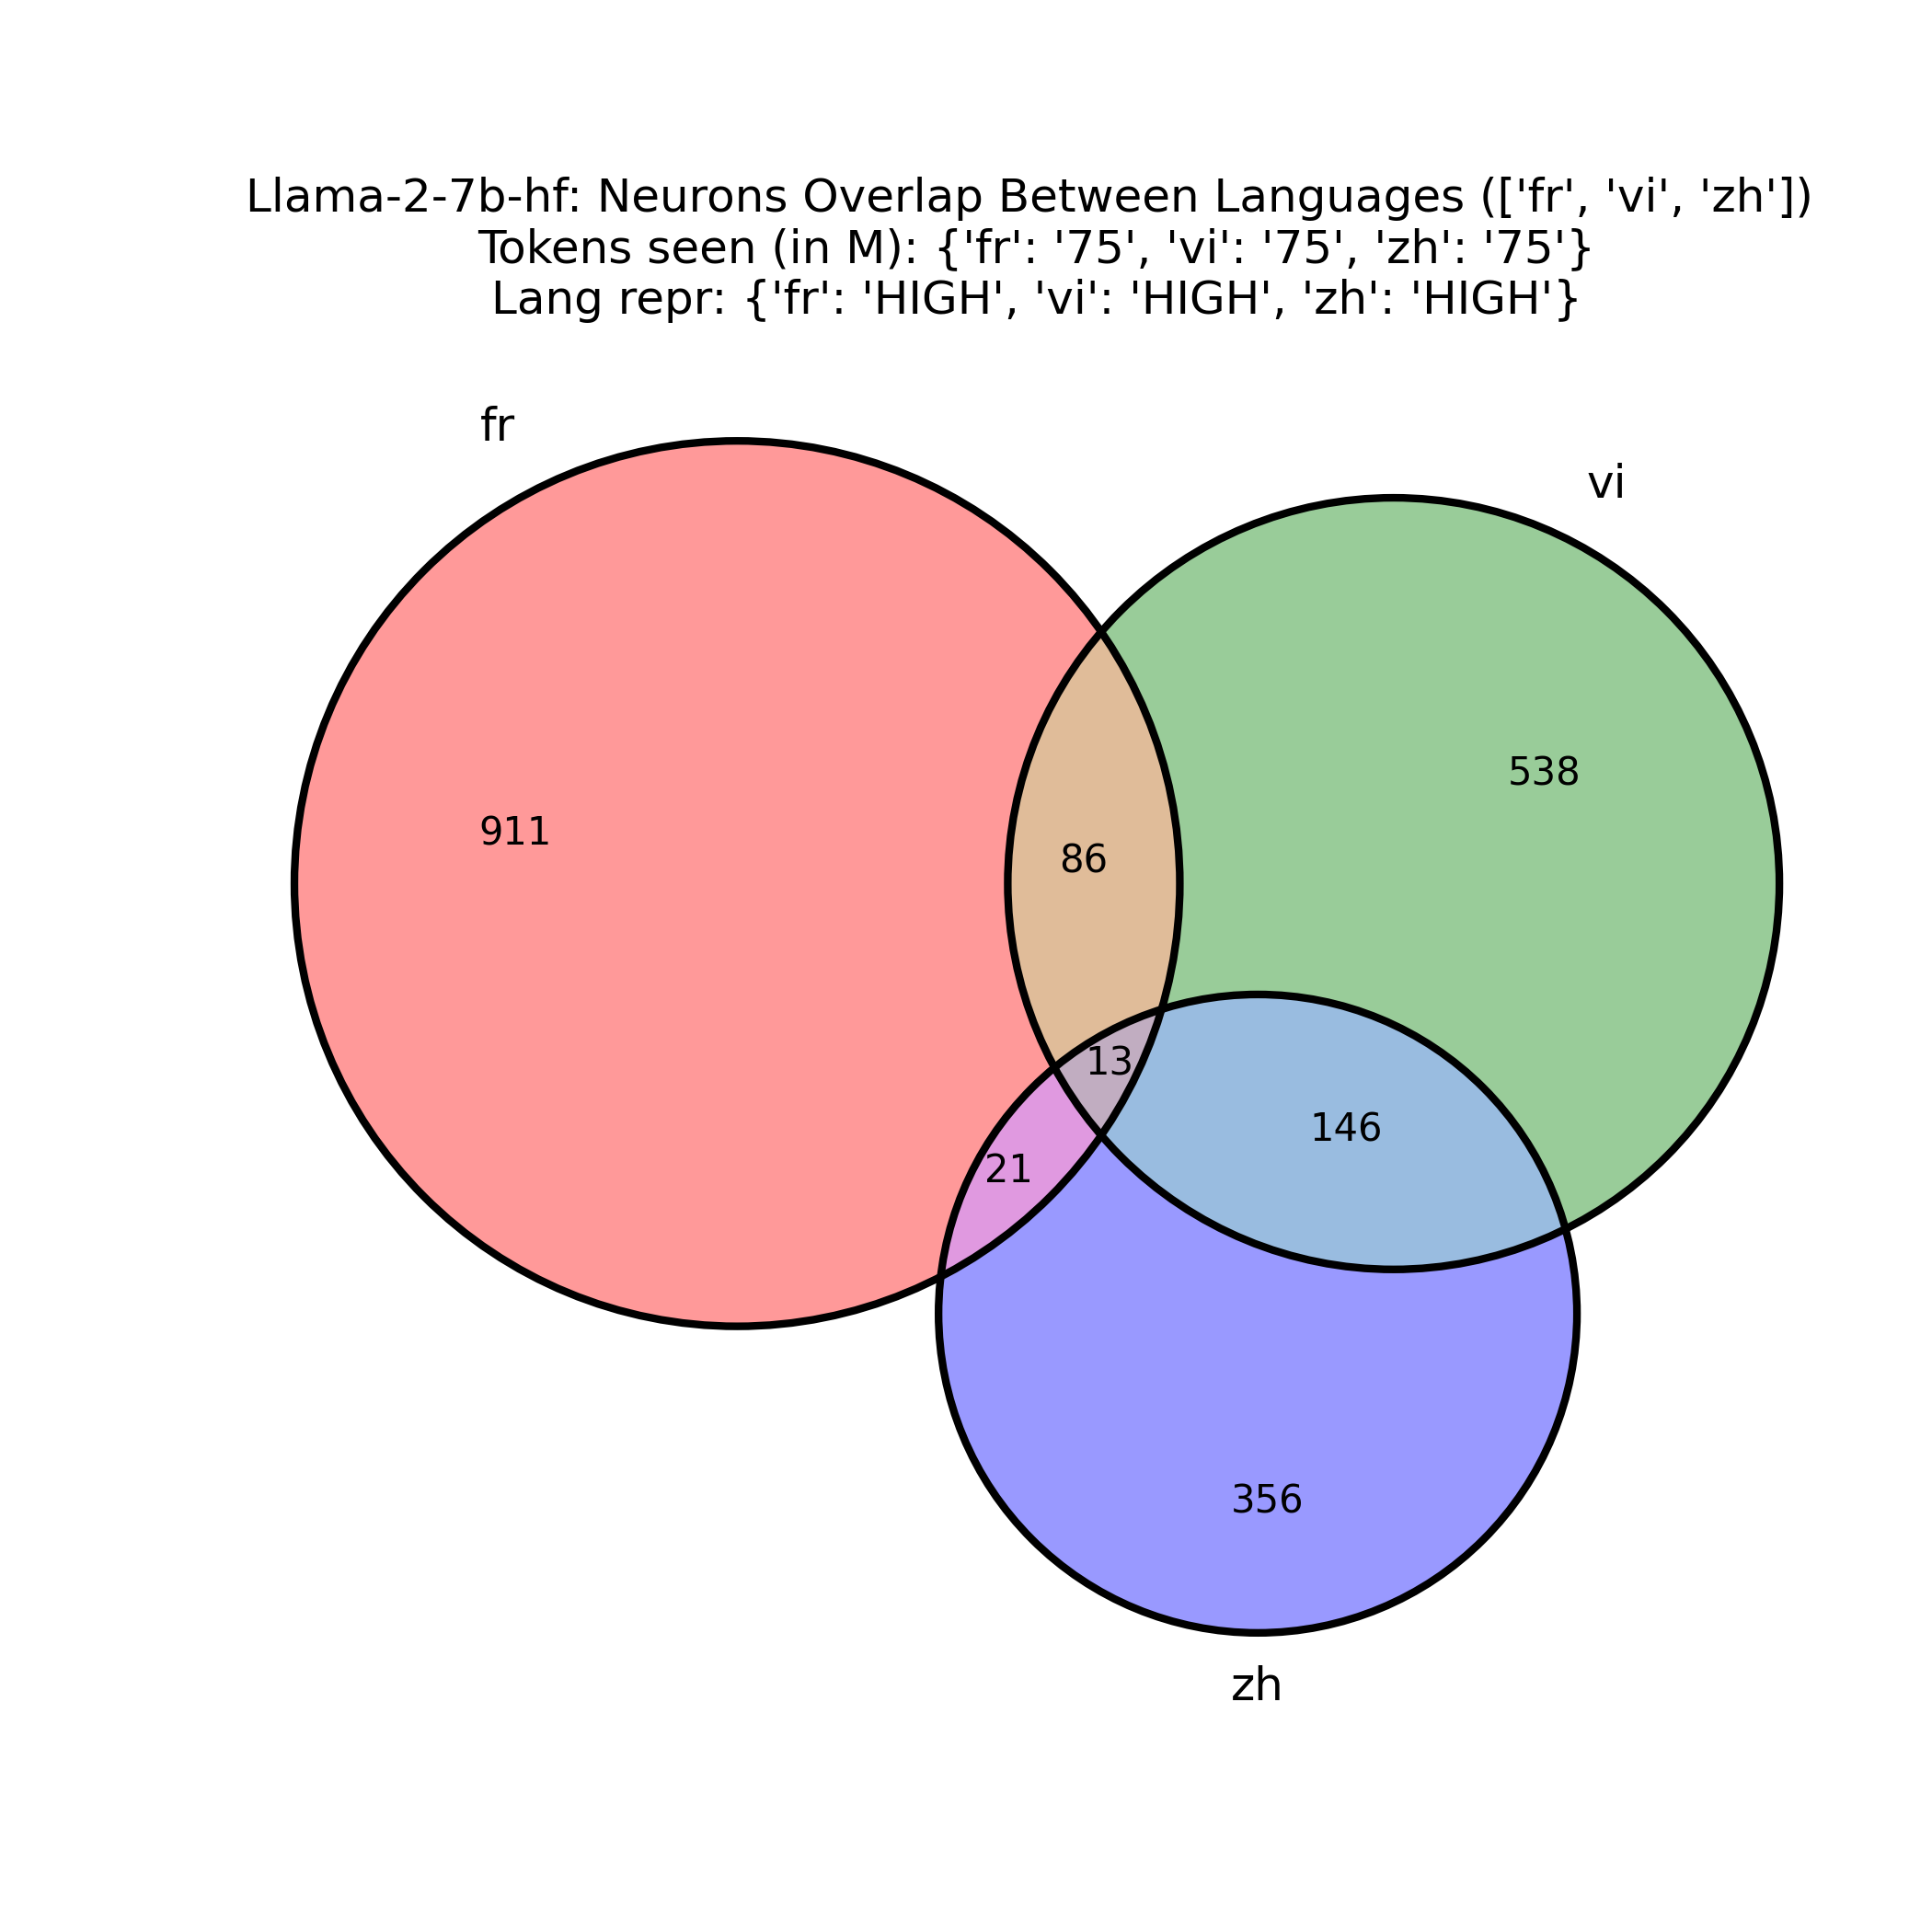 Llama-2-7b-hf: Neurons Overlap Between Languages (['fr', 'vi', 'zh'])
Tokens seen (in M): {'fr': '75', 'vi': '75', 'zh': '75'}
Lang repr: {'fr': 'HIGH', 'vi': 'HIGH', 'zh': 'HIGH'}
fr
vi
538
911
86
13
146
21
356
zh